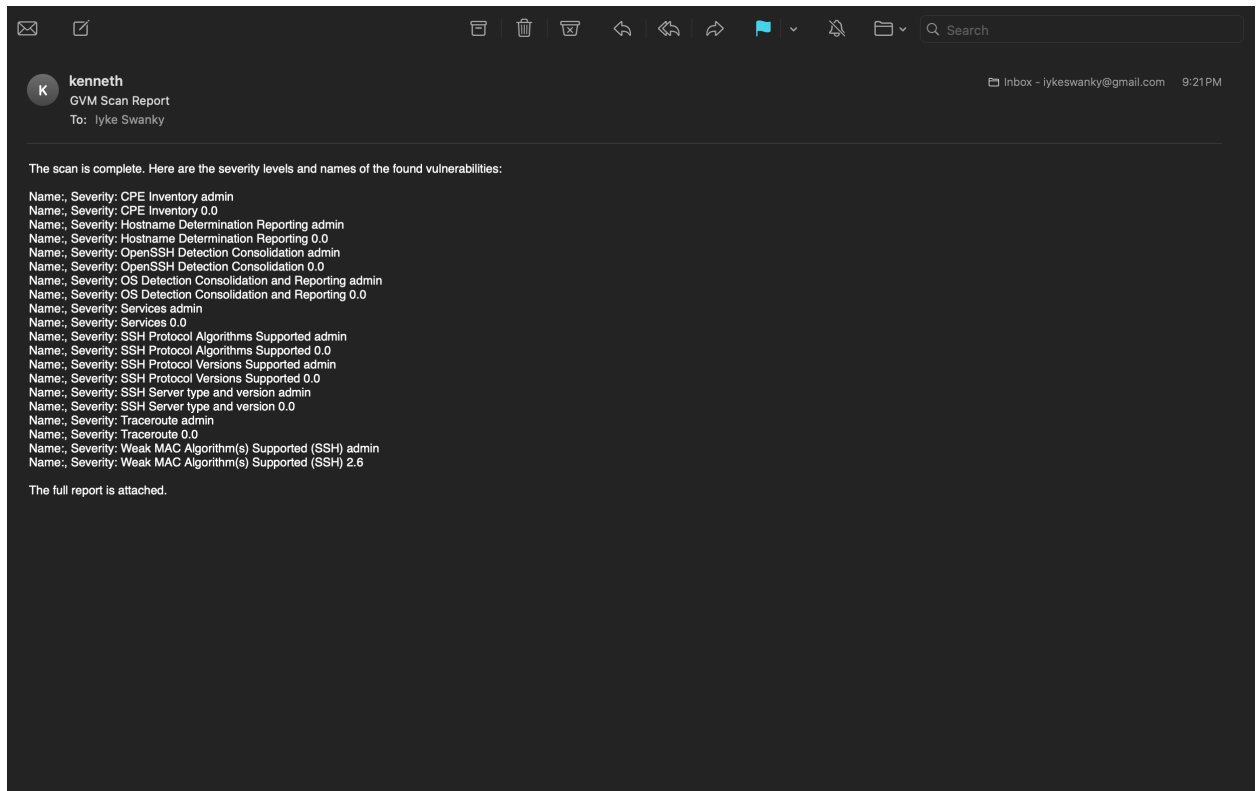 Search
K
kenneth
Inbox - iykeswanky@gmail.com 9:21 PM
GVM Scan Report
To: Iyke Swanky
The scan is complete. Here are the severity levels and names of the found vulnerabilities:
Name:, Severity: CPE Inventory admin
Name:, Severity: CPE Inventory 0.0
Name:, Severity: Hostname Determination Reporting admin
Name:, Severity: Hostname Determination Reporting 0.0
Name:, Severity: OpenSSH Detection Consolidation admin
Name:, Severity: OpenSSH Detection Consolidation 0.0
Name:, Severity: OS Detection Consolidation and Reporting admin
Name:, Severity: OS Detection Consolidation and Reporting 0.0
Name:, Severity: Services admin
Name:, Severity: Services 0.0
Name:, Severity: SSH Protocol Algorithms Supported admin
Name:, Severity: SSH Protocol Algorithms Supported 0.0
Name:, Severity: SSH Protocol Versions Supported admin
Name:, Severity: SSH Protocol Versions Supported 0.0
Name:, Severity: SSH Server type and version admin
Name:, Severity: SSH Server type and version 0.0
Name:, Severity: Traceroute admin
Name:, Severity: Traceroute 0.0
Name:, Severity: Weak MAC Algorithm(s) Supported (SSH) admin
Name:, Severity: Weak MAC Algorithm(s) Supported (SSH) 2.6
The full report is attached.